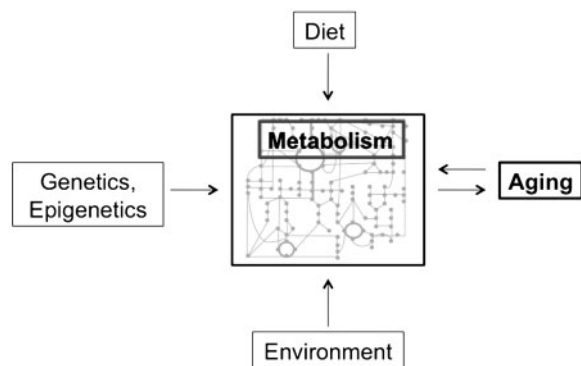 Diet
Metabolism
Genetics,
Epigenetics
Aging
Environment